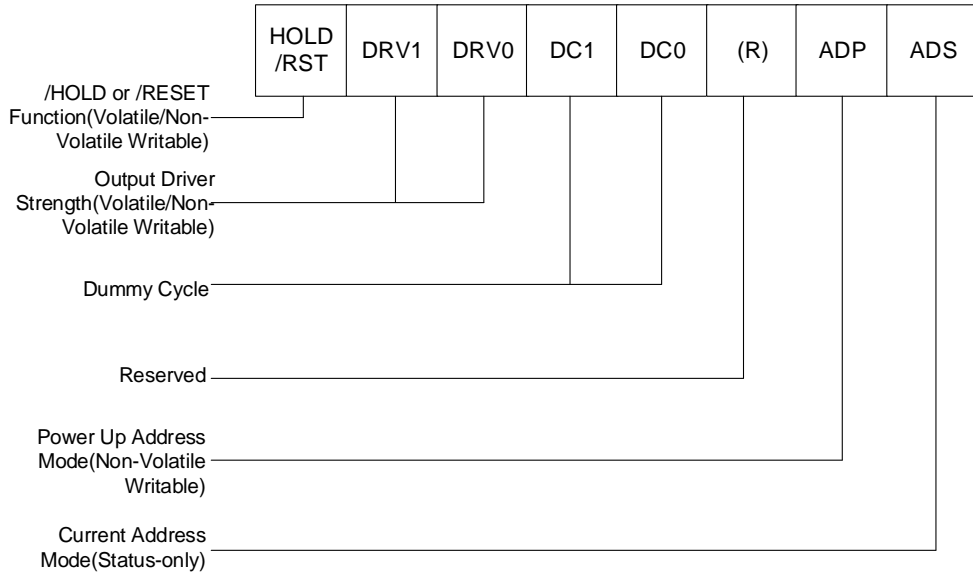 HOLD
/RST
DRV1
DRV0
DC1
DC0
(R)
ADP
ADS
/HOLD or /RESET
Function(Volatile/Non-
Volatile Writable)
Output Driver
Strength(Volatile/Non-
Volatile Writable)
Dummy Cycle
Reserved
Power Up Address
Mode(Non-Volatile
Writable)
Current Address
Mode(Status-only)